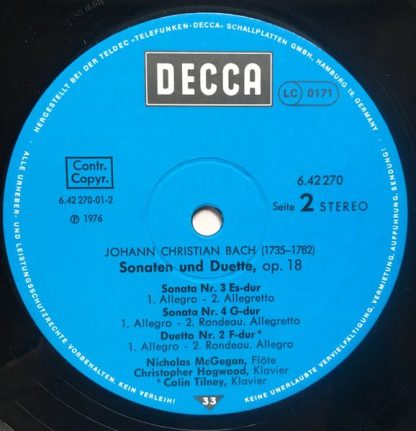 HERGESTELLT BEI DER TELDEC »TELEFUNKEN-DECCA« SCHALLPLATTEN GMBH, HAMBURG 19, GERMANY
DECCA
LC 0171
Contr.
Copyr.
6.42 270-01-2
Ⓟ 1976
6.42 270
Seite 2 STEREO
JOHANN CHRISTIAN BACH (1735–1782)
Sonaten und Duette, op. 18
Sonata Nr. 3 Es-dur
1. Allegro - 2. Allegretto
Sonata Nr. 4 G-dur
1. Allegro - 2. Rondeau. Allegretto
Duetto Nr. 2 F-dur*
1. Allegro - 2. Rondeau. Allegro
Nicholas McGegan, Flöte
Christopher Hogwood, Klavier
* Colin Tilney, Klavier
33
ALLE URHEBER- UND LEISTUNGSSCHUTZRECHTE VORBEHALTEN. KEIN VERLEIH!
KEINE UNERLAUBTE VERVIELFÄLTIGUNG, VERMIETUNG, AUFFÜHRUNG, SENDUNG!